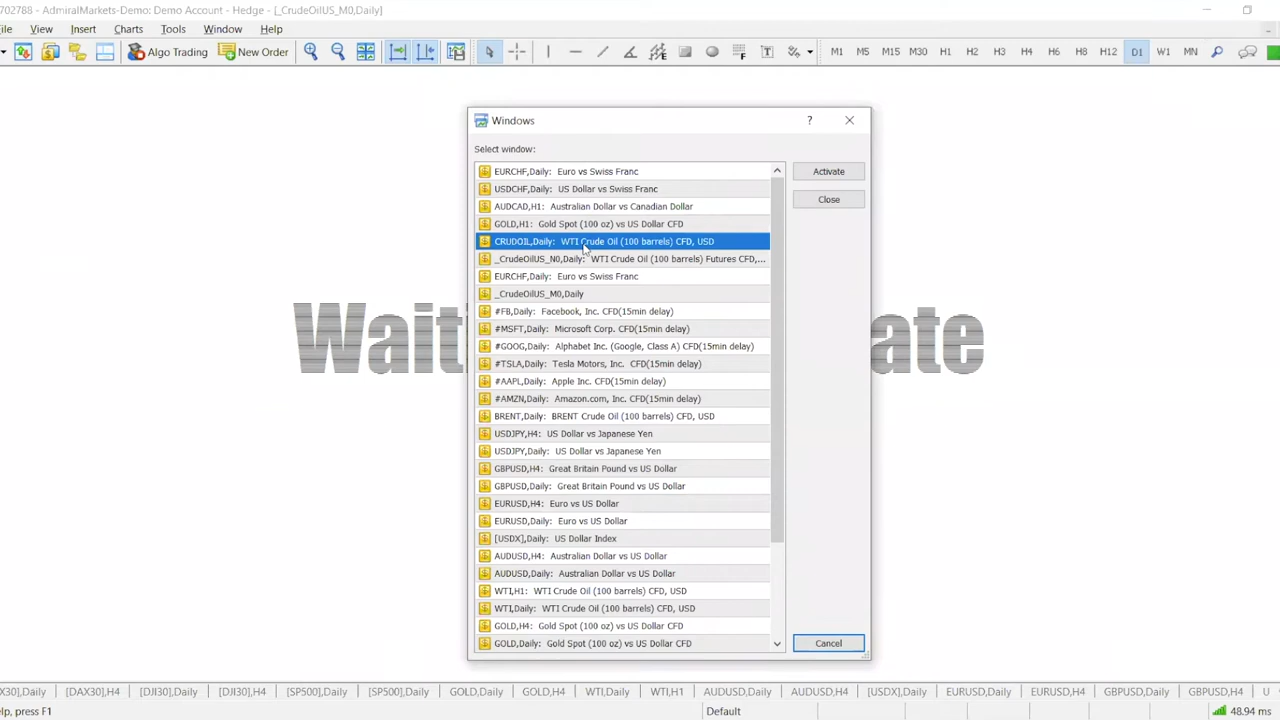 702788 - AdmiralMarkets-Demo: Demo Account - Hedge - [_CrudeOilUS_M0,Daily]
ile View Insert Charts Tools Window Help
Algo Trading New Order E F T M1 M5 M15 M30 H1 H2 H3 H4 H6 H8 H12 D1 W1 MN
Windows ?
Select window:
EURCHF,Daily: Euro vs Swiss Franc
Activate
USDCHF,Daily: US Dollar vs Swiss Franc
AUDCAD,H1: Australian Dollar vs Canadian Dollar
Close
GOLD,H1: Gold Spot (100 oz) vs US Dollar CFD
CRUDOIL,Daily: WTI Crude Oil (100 barrels) CFD, USD
_CrudeOilUS_N0,Daily: WTI Crude Oil (100 barrels) Futures CFD,...
EURCHF,Daily: Euro vs Swiss Franc
_CrudeOilUS_M0,Daily
#FB,Daily: Facebook, Inc. CFD(15min delay)
#MSFT,Daily: Microsoft Corp. CFD(15min delay)
Wait ate
#GOOG,Daily: Alphabet Inc. (Google, Class A) CFD(15min delay)
#TSLA,Daily: Tesla Motors, Inc. CFD(15min delay)
#AAPL,Daily: Apple Inc. CFD(15min delay)
#AMZN,Daily: Amazon.com, Inc. CFD(15min delay)
BRENT,Daily: BRENT Crude Oil (100 barrels) CFD, USD
USDJPY,H4: US Dollar vs Japanese Yen
USDJPY,Daily: US Dollar vs Japanese Yen
GBPUSD,H4: Great Britain Pound vs US Dollar
GBPUSD,Daily: Great Britain Pound vs US Dollar
EURUSD,H4: Euro vs US Dollar
EURUSD,Daily: Euro vs US Dollar
[USDX],Daily: US Dollar Index
AUDUSD,H4: Australian Dollar vs US Dollar
AUDUSD,Daily: Australian Dollar vs US Dollar
WTI,H1: WTI Crude Oil (100 barrels) CFD, USD
WTI,Daily: WTI Crude Oil (100 barrels) CFD, USD
GOLD,H4: Gold Spot (100 oz) vs US Dollar CFD
GOLD,Daily: Gold Spot (100 oz) vs US Dollar CFD
Cancel
AX30],Daily [DAX30],H4 [DJI30],Daily [DJI30],H4 [SP500],Daily [SP500],Daily GOLD,Daily GOLD,H4 WTI,Daily WTI,H1 AUDUSD,Daily AUDUSD,H4 [USDX],Daily EURUSD,Daily EURUSD,H4 GBPUSD,Daily GBPUSD,H4 U
elp, press F1 Default 48.94 ms